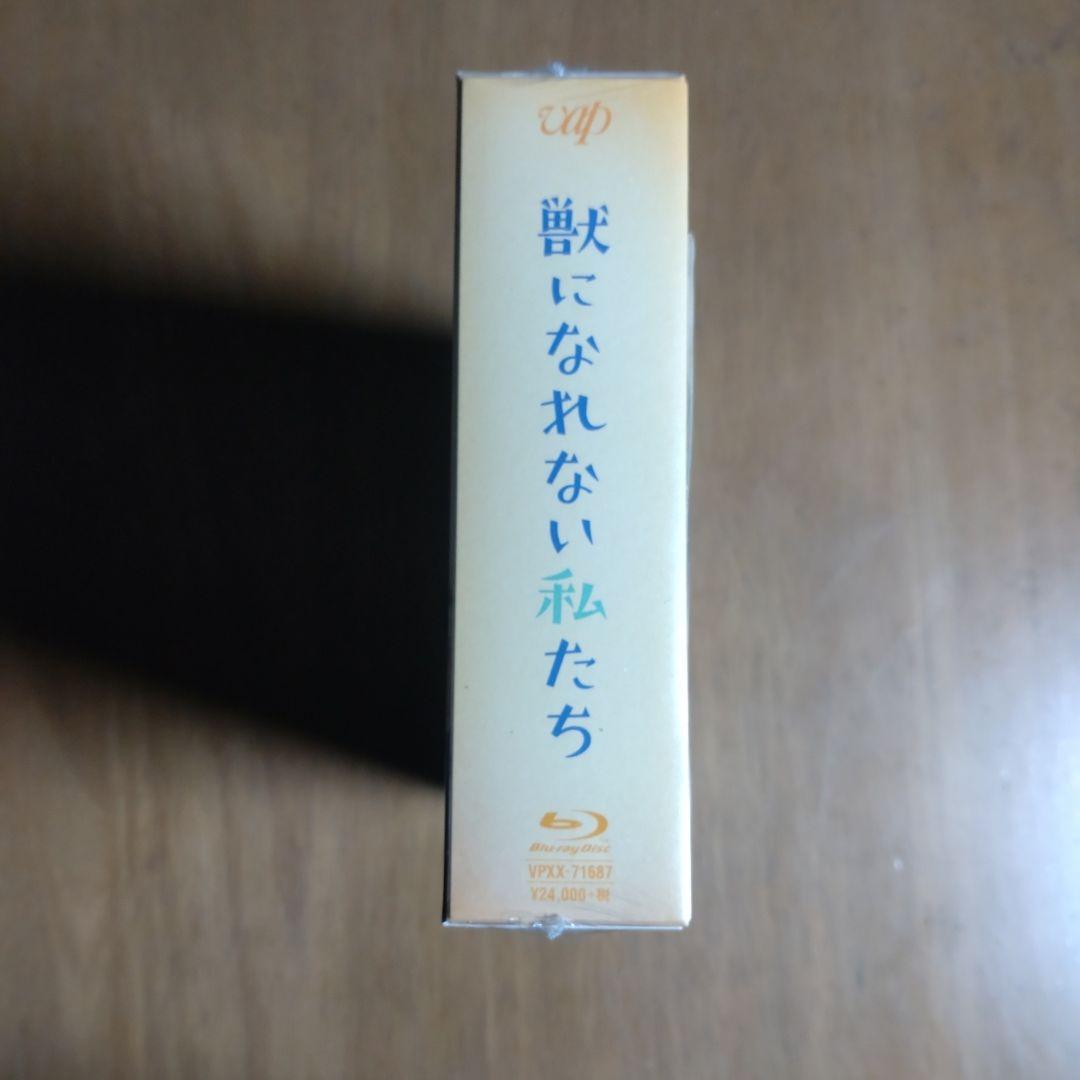 vap
獣になれない私たち
Blu-ray Disc
VPXX-71687
¥24,000+税